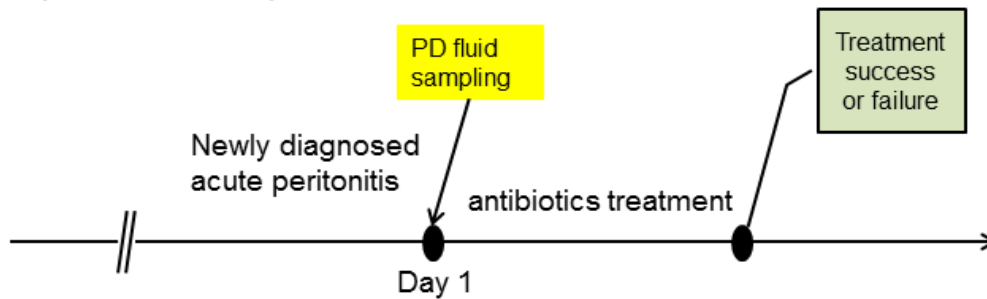 PD fluid
sampling
Treatment
success
or failure
Newly diagnosed
acute peritonitis
antibiotics treatment
Day 1